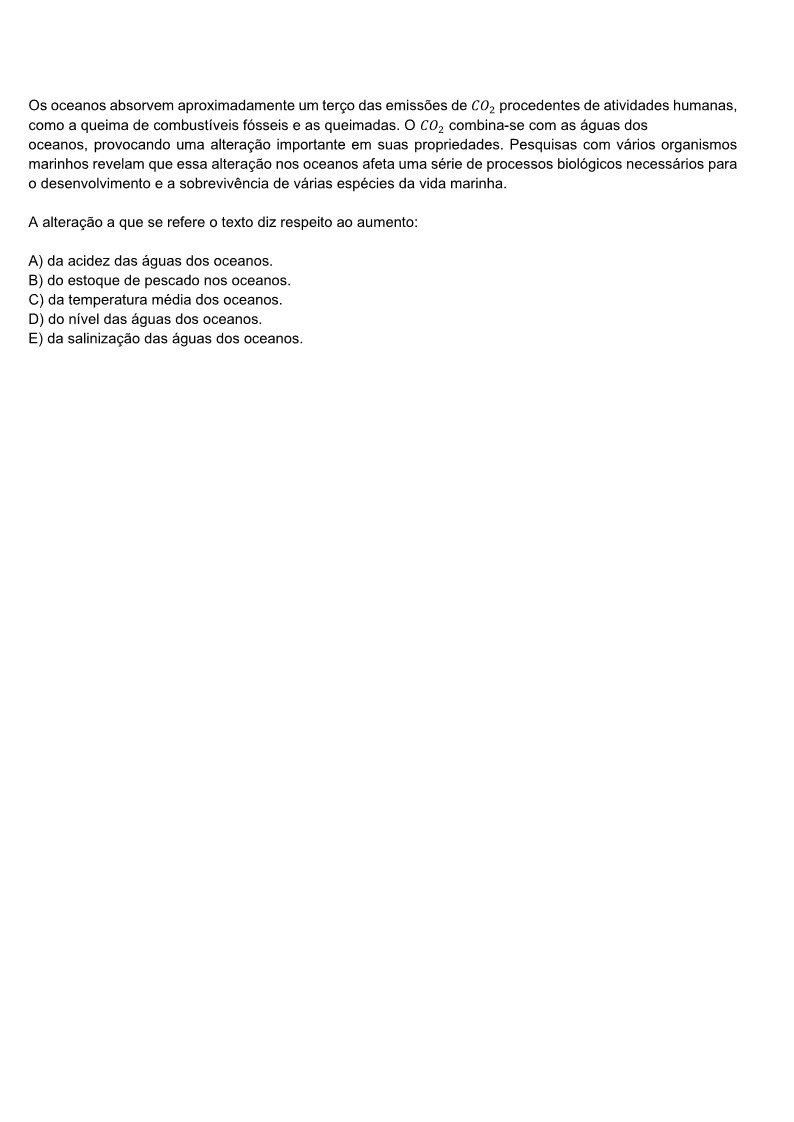 Os oceanos absorvem aproximadamente um terço das emissões de CO₂ procedentes de atividades humanas,
como a queima de combustíveis fósseis e as queimadas. O CO₂ combina-se com as águas dos
oceanos, provocando uma alteração importante em suas propriedades. Pesquisas com vários organismos
marinhos revelam que essa alteração nos oceanos afeta uma série de processos biológicos necessários para
o desenvolvimento e a sobrevivência de várias espécies da vida marinha.
A alteração a que se refere o texto diz respeito ao aumento:
A) da acidez das águas dos oceanos.
B) do estoque de pescado nos oceanos.
C) da temperatura média dos oceanos.
D) do nível das águas dos oceanos.
E) da salinização das águas dos oceanos.